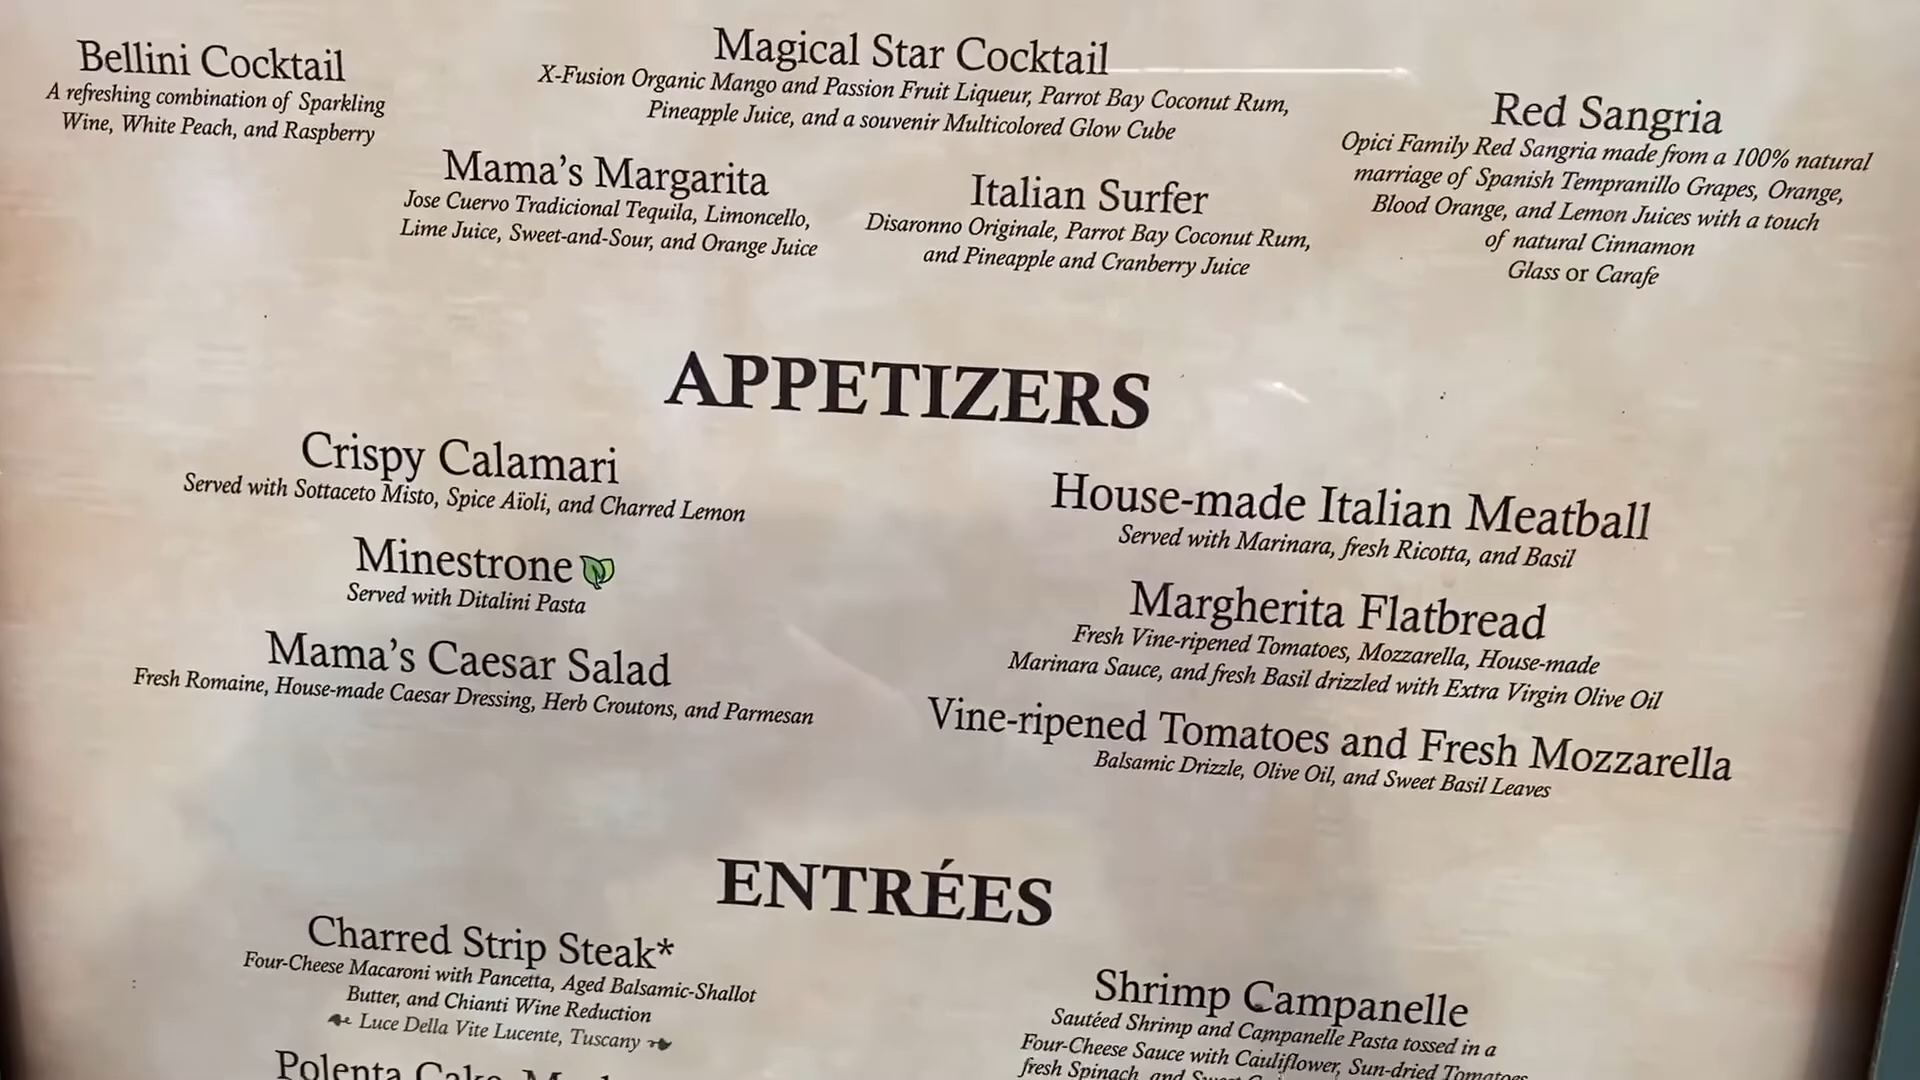 Bellini Cocktail
A refreshing combination of Sparkling
Wine, White Peach, and Raspberry
Magical Star Cocktail
X-Fusion Organic Mango and Passion Fruit Liqueur, Parrot Bay Coconut Rum,
Pineapple Juice, and a souvenir Multicolored Glow Cube
Red Sangria
Opici Family Red Sangria made from a 100% natural
marriage of Spanish Tempranillo Grapes, Orange,
Blood Orange, and Lemon Juices with a touch
of natural Cinnamon
Glass or Carafe
Mama's Margarita
Jose Cuervo Tradicional Tequila, Limoncello,
Lime Juice, Sweet-and-Sour, and Orange Juice
Italian Surfer
Disaronno Originale, Parrot Bay Coconut Rum,
and Pineapple and Cranberry Juice
APPETIZERS
Crispy Calamari
Served with Sottaceto Misto, Spice Aïoli, and Charred Lemon
Minestrone
Served with Ditalini Pasta
Mama's Caesar Salad
Fresh Romaine, House-made Caesar Dressing, Herb Croutons, and Parmesan
House-made Italian Meatball
Served with Marinara, fresh Ricotta, and Basil
Margherita Flatbread
Fresh Vine-ripened Tomatoes, Mozzarella, House-made
Marinara Sauce, and fresh Basil drizzled with Extra Virgin Olive Oil
Vine-ripened Tomatoes and Fresh Mozzarella
Balsamic Drizzle, Olive Oil, and Sweet Basil Leaves
ENTRÉES
Charred Strip Steak*
Four-Cheese Macaroni with Pancetta, Aged Balsamic-Shallot
Butter, and Chianti Wine Reduction
Luce Della Vite Lucente, Tuscany
Polenta Cake
Shrimp Campanelle
Sautéed Shrimp and Campanelle Pasta tossed in a
Four-Cheese Sauce with Cauliflower, Sun-dried Tomatoes
fresh Spinach, and